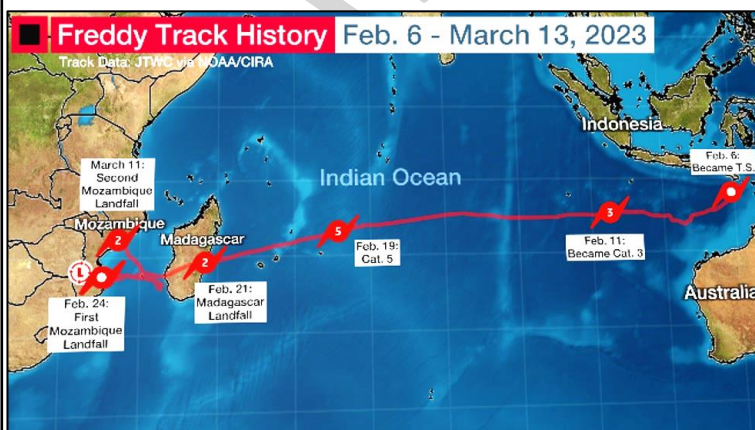 Freddy Track History Feb. 6 - March 13, 2023
Track Data: JTWC via NOAA/CIRA
Indonesia
Feb. 6:
Became T.S.
March 11:
Second
Mozambique
Landfall
Indian Ocean
3
Mozambique
2
Madagascar
5
Feb. 11:
Became Cat. 3
Feb. 19:
Cat. 5
2
L
Feb. 21:
Madagascar
Landfall
Australia
Feb. 24:
First
Mozambique
Landfall